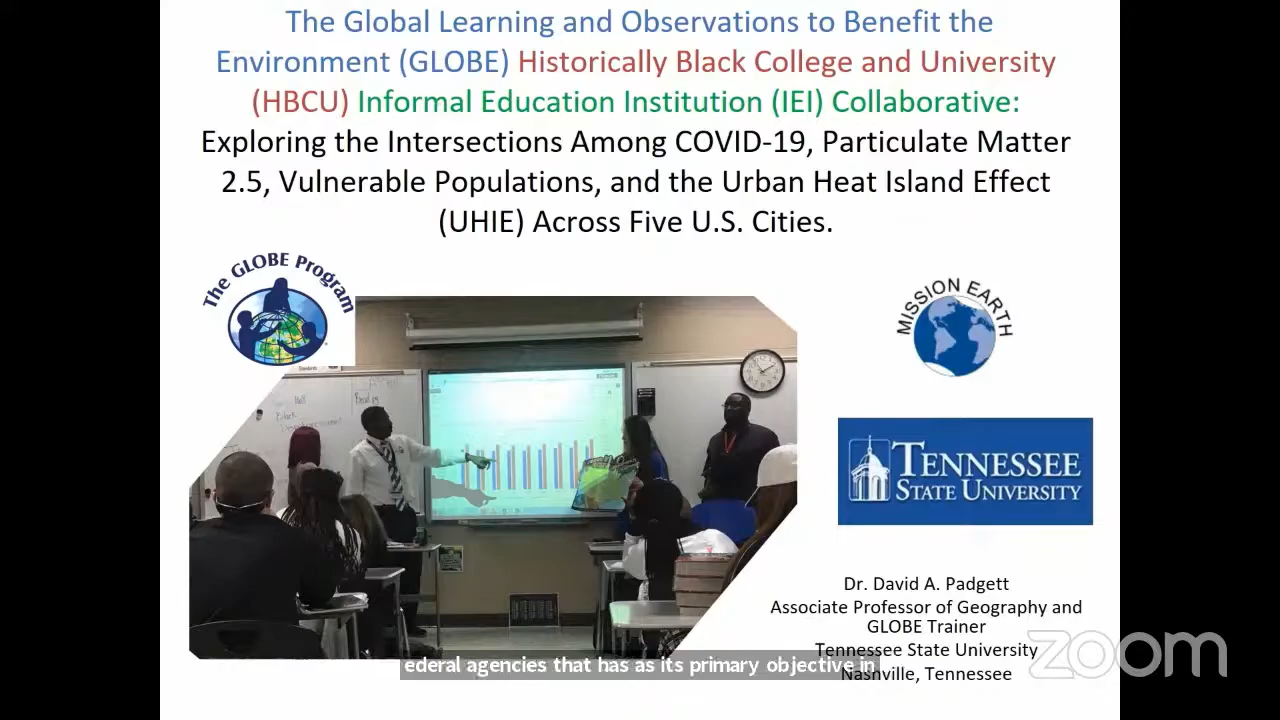 The Global Learning and Observations to Benefit the
Environment (GLOBE) Historically Black College and University
(HBCU) Informal Education Institution (IEI) Collaborative:
Exploring the Intersections Among COVID-19, Particulate Matter
2.5, Vulnerable Populations, and the Urban Heat Island Effect
(UHIE) Across Five U.S. Cities.
The GLOBE Program
MISSION EARTH
TENNESSEE
STATE UNIVERSITY
Dr. David A. Padgett
Associate Professor of Geography and
GLOBE Trainer
Tennessee State University
Nashville, Tennessee
zoom
ederal agencies that has as its primary objective in